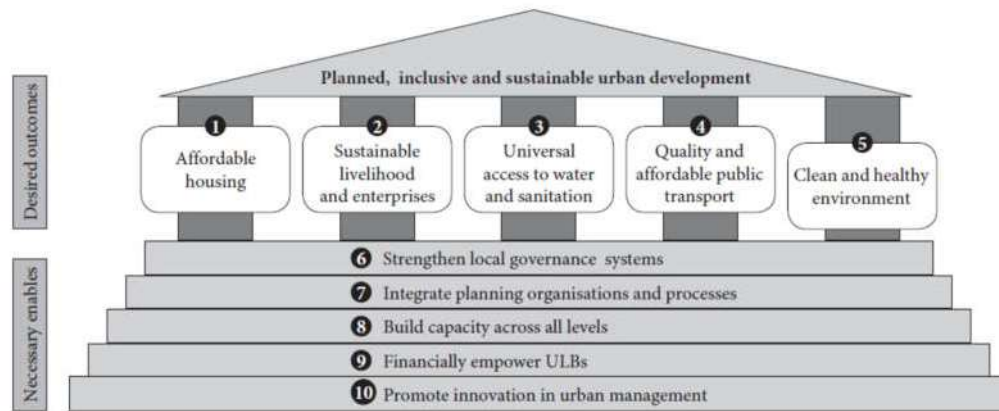 Planned, inclusive and sustainable urban development
Desired outcomes
1
Affordable
housing
2
Sustainable
livelihood
and enterprises
3
Universal
access to water
and sanitation
4
Quality and
affordable public
transport
5
Clean and healthy
environment
Necessary enables
6 Strengthen local governance systems
7 Integrate planning organisations and processes
8 Build capacity across all levels
9 Financially empower ULBs
10 Promote innovation in urban management